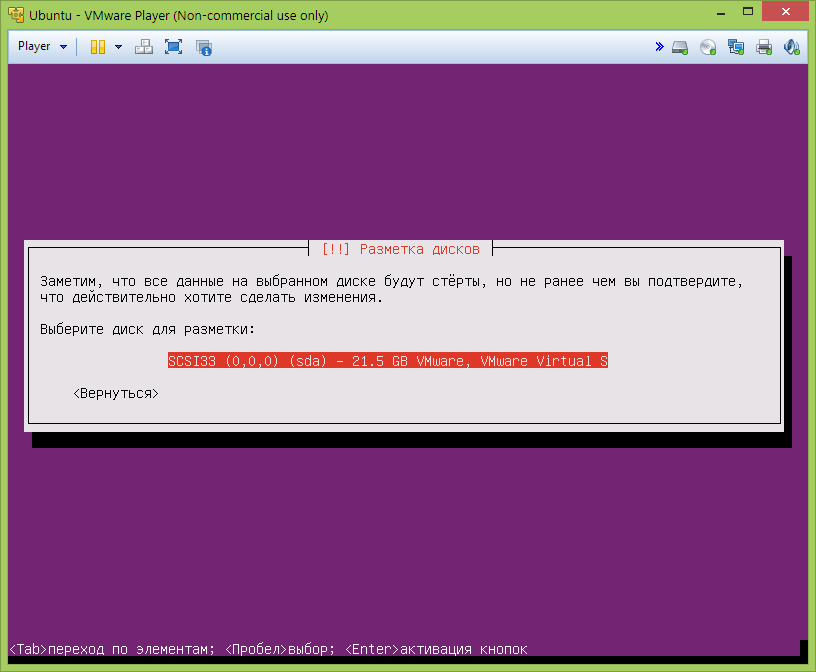 Ubuntu - VMware Player (Non-commercial use only)
Player
[!!] Разметка дисков
Заметим, что все данные на выбранном диске будут стёрты, но не ранее чем вы подтвердите,
что действительно хотите сделать изменения.
Выберите диск для разметки:
SCSI33 (0,0,0) (sda) - 21.5 GB VMware, VMware Virtual S
<Вернуться>
<Tab>переход по элементам; <Пробел>выбор; <Enter>активация кнопок